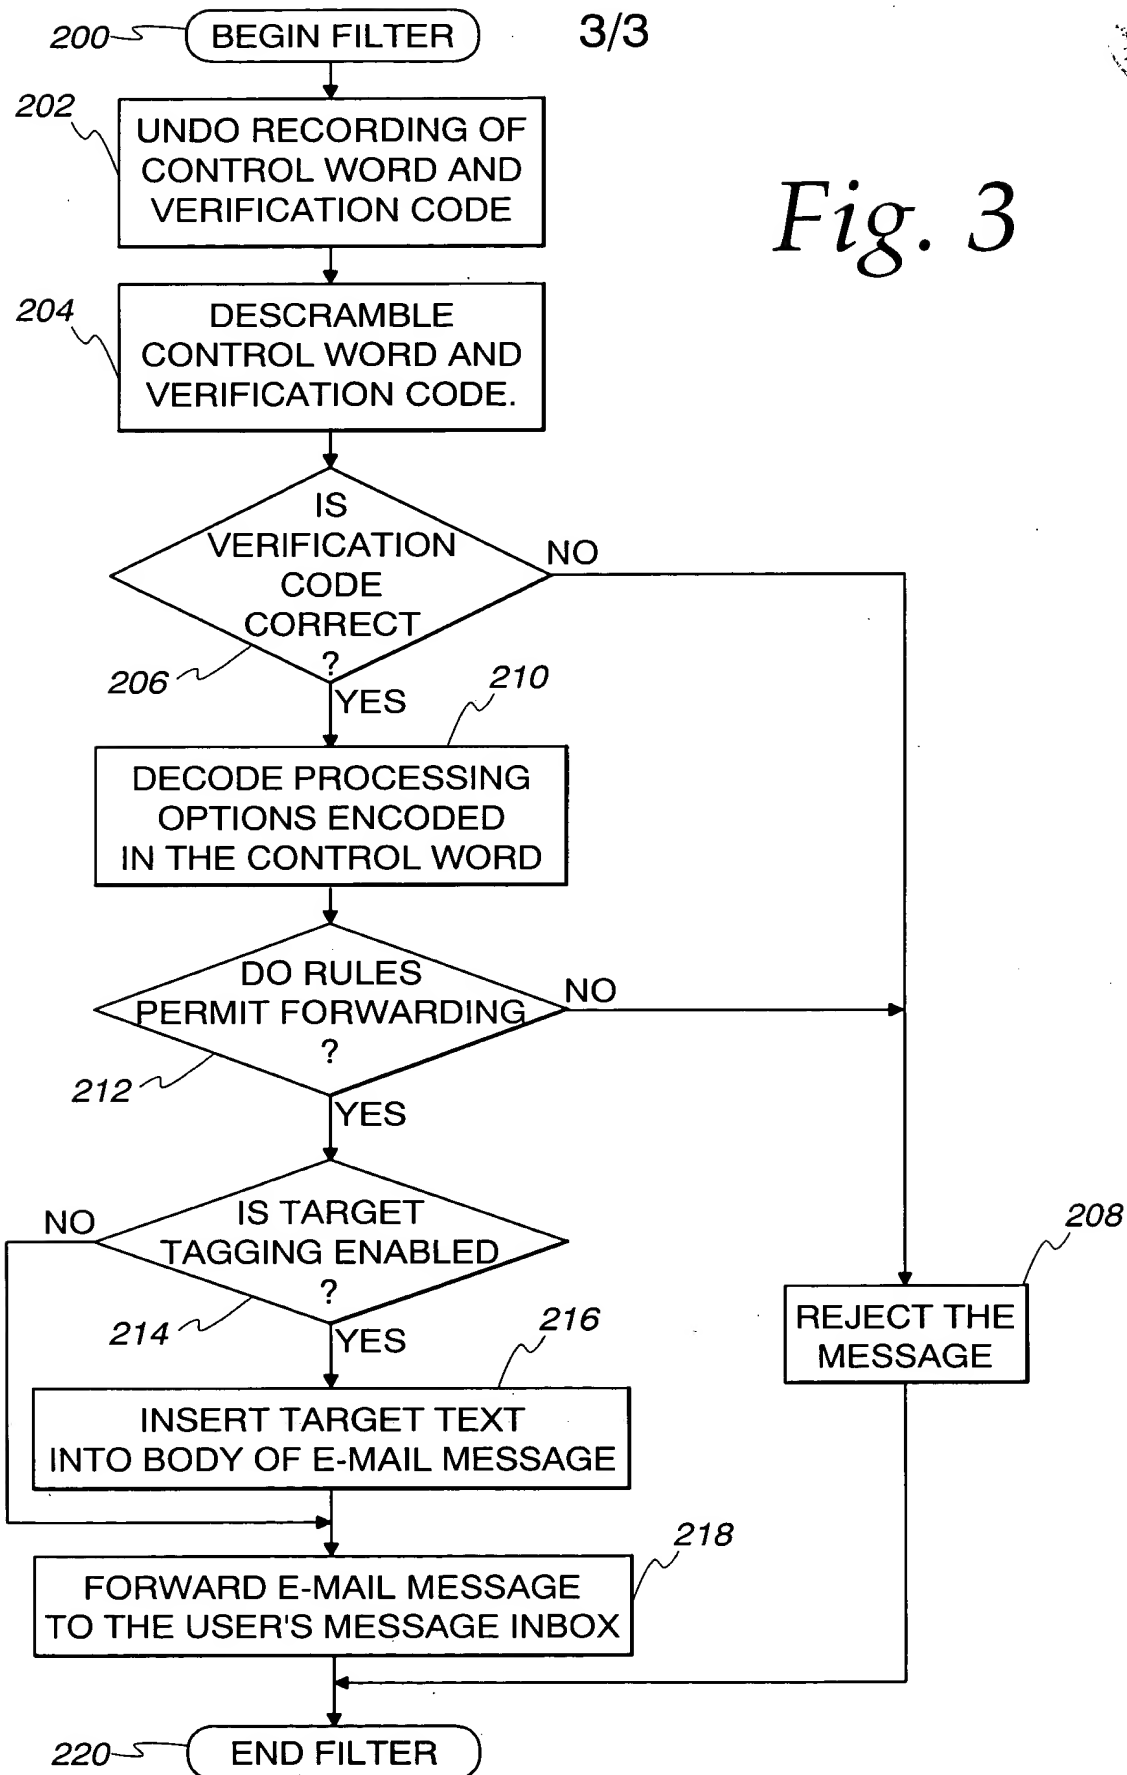 200
BEGIN FILTER
3/3
202
UNDO RECORDING OF
CONTROL WORD AND
VERIFICATION CODE
Fig. 3
204
DESCRAMBLE
CONTROL WORD AND
VERIFICATION CODE.
IS
VERIFICATION
CODE
CORRECT
?
NO
206
YES
210
DECODE PROCESSING
OPTIONS ENCODED
IN THE CONTROL WORD
DO RULES
PERMIT FORWARDING
?
NO
212
YES
IS TARGET
TAGGING ENABLED
?
NO
214
YES
208
REJECT THE
MESSAGE
216
INSERT TARGET TEXT
INTO BODY OF E-MAIL MESSAGE
218
FORWARD E-MAIL MESSAGE
TO THE USER'S MESSAGE INBOX
220
END FILTER